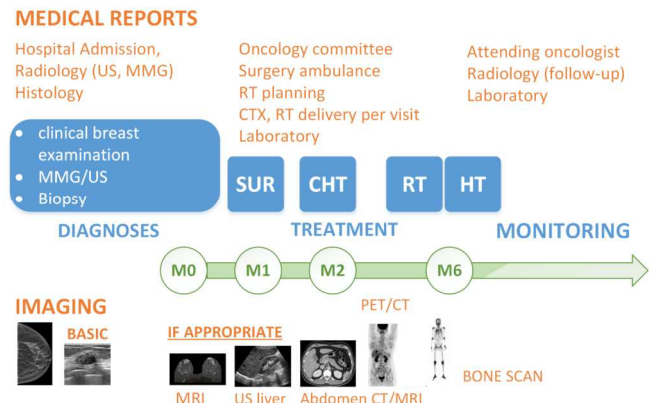 MEDICAL REPORTS
Hospital Admission,
Radiology (US, MMG)
Histology
Oncology committee
Surgery ambulance
RT planning
CTX, RT delivery per visit
Laboratory
Attending oncologist
Radiology (follow-up)
Laboratory
• clinical breast
examination
• MMG/US
• Biopsy
SUR
CHT
RT
HT
DIAGNOSES
TREATMENT
MONITORING
M0
M1
M2
M6
IMAGING
BASIC
IF APPROPRIATE
PET/CT
BONE SCAN
MRI
US liver
Abdomen CT/MRI